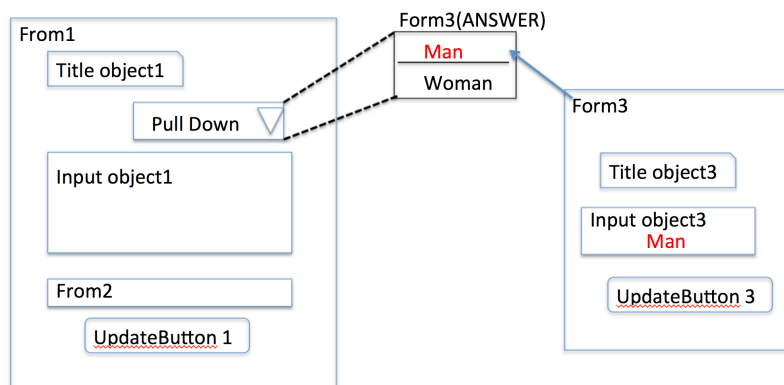 From1
Title object1
Pull Down
Input object1
From2
UpdateButton 1
Form3(ANSWER)
Man
Woman
Form3
Title object3
Input object3
Man
UpdateButton 3